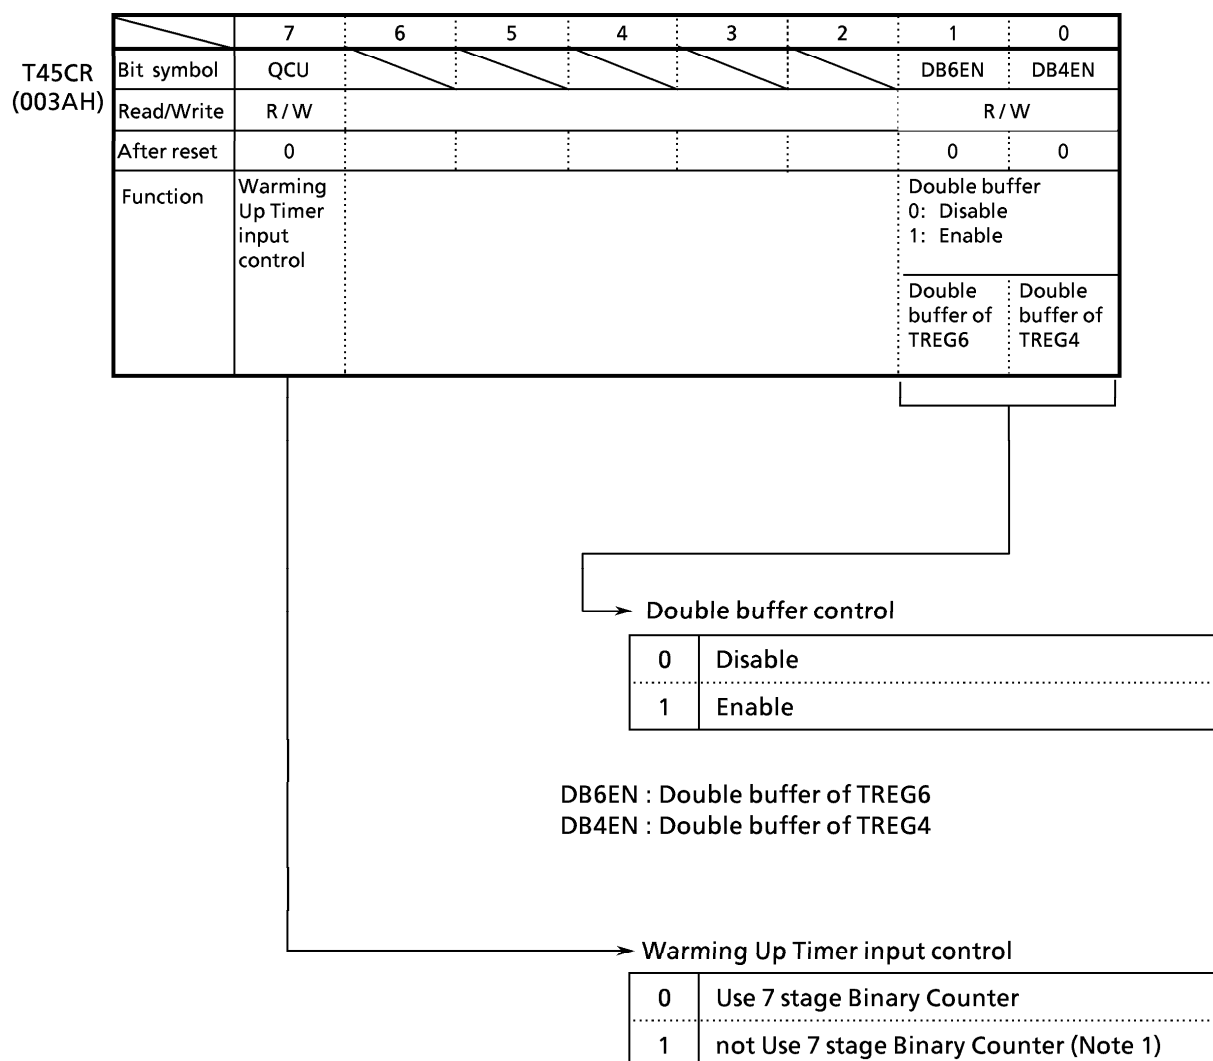 7 6 5 4 3 2 1 0
T45CR
(003AH)
Bit symbol QCU DB6EN DB4EN
Read/Write R / W R / W
After reset 0 0 0
Function
Warming
Up Timer
input
control
Double buffer
0: Disable
1: Enable
Double
buffer of
TREG6
Double
buffer of
TREG4
Double buffer control
0 Disable
1 Enable
DB6EN : Double buffer of TREG6
DB4EN : Double buffer of TREG4
Warming Up Timer input control
0 Use 7 stage Binary Counter
1 not Use 7 stage Binary Counter (Note 1)